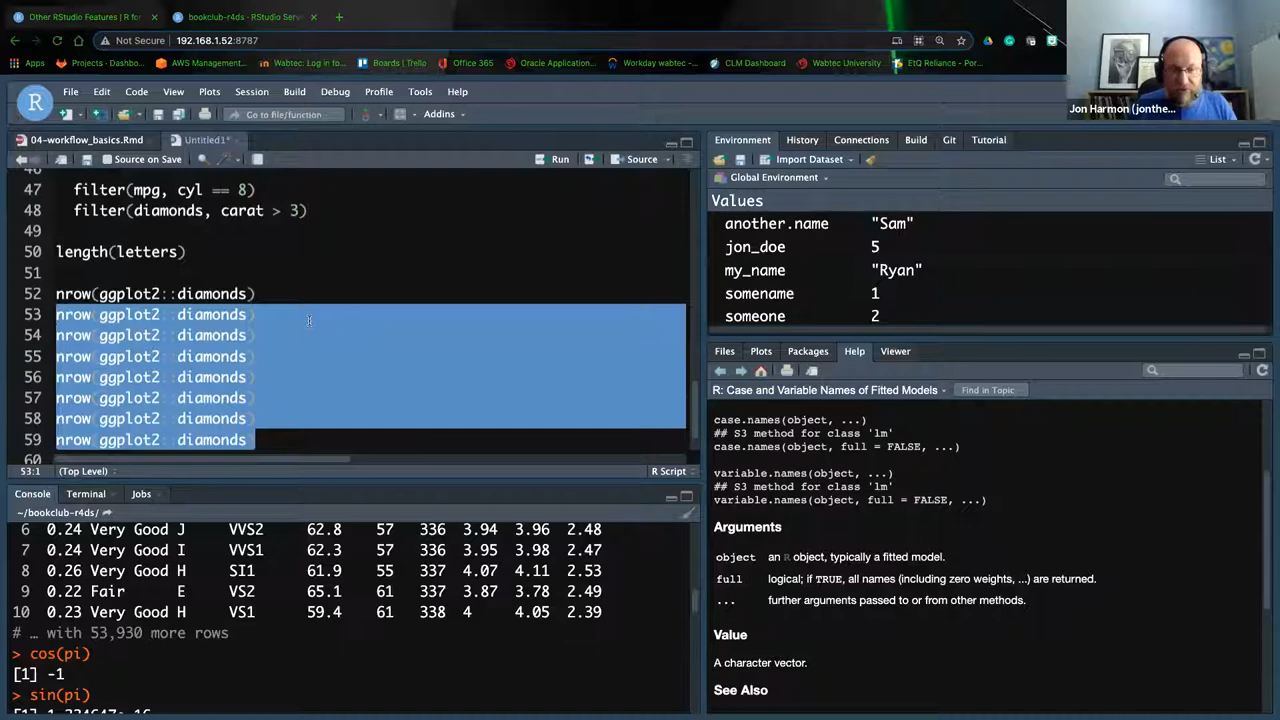 Other RStudio Features | R for
bookclub-r4ds - RStudio Serve
Not Secure | 192.168.1.52:8787
Apps Projects - Dashbo... AWS Management... Wabtec: Log in fo... Boards | Trello Office 365 Oracle Application... Workday wabtec -... CLM Dashboard Wabtec University EtQ Reliance - Por...
Jon Harmon (jonthe...
File Edit Code View Plots Session Build Debug Profile Tools Help
Go to file/function Addins
04-workflow_basics.Rmd Untitled1*
Source on Save Run Source
47 filter(mpg, cyl == 8)
48 filter(diamonds, carat > 3)
49
50 length(letters)
51
52 nrow(ggplot2::diamonds)
53 nrow(ggplot2::diamonds)
54 nrow(ggplot2::diamonds)
55 nrow(ggplot2::diamonds)
56 nrow(ggplot2::diamonds)
57 nrow(ggplot2::diamonds)
58 nrow(ggplot2::diamonds)
59 nrow(ggplot2::diamonds)
60
53:1 (Top Level) R Script
Console Terminal Jobs
~/bookclub-r4ds/
6 0.24 Very Good J VVS2 62.8 57 336 3.94 3.96 2.48
7 0.24 Very Good I VVS1 62.3 57 336 3.95 3.98 2.47
8 0.26 Very Good H SI1 61.9 55 337 4.07 4.11 2.53
9 0.22 Fair E VS2 65.1 61 337 3.87 3.78 2.49
10 0.23 Very Good H VS1 59.4 61 338 4 4.05 2.39
# … with 53,930 more rows
> cos(pi)
[1] -1
> sin(pi)
Environment History Connections Build Git Tutorial
Import Dataset List
Global Environment
Values
another.name "Sam"
jon_doe 5
my_name "Ryan"
somename 1
someone 2
Files Plots Packages Help Viewer
R: Case and Variable Names of Fitted Models Find in Topic
case.names(object, ...)
## S3 method for class 'lm'
case.names(object, full = FALSE, ...)
variable.names(object, ...)
## S3 method for class 'lm'
variable.names(object, full = FALSE, ...)
Arguments
object an R object, typically a fitted model.
full logical; if TRUE, all names (including zero weights, ...) are returned.
... further arguments passed to or from other methods.
Value
A character vector.
See Also